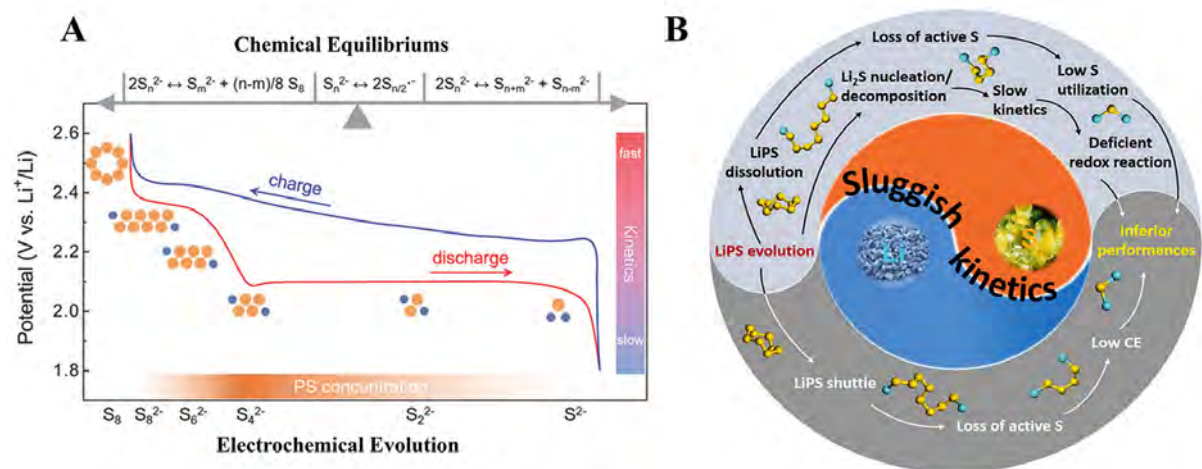 A
Chemical Equilibriums
2Sₙ²⁻ ↔ Sₘ²⁻ + (n-m)/8 S₈
Sₙ²⁻ ↔ 2Sₙ/₂·⁻
2Sₙ²⁻ ↔ Sₙ₊ₘ²⁻ + Sₙ₋ₘ²⁻
Potential (V vs. Li⁺/Li)
2.6
2.4
2.2
2.0
1.8
charge
discharge
fast
Kinetics
slow
PS concuntration
S₈
S₈²⁻
S₆²⁻
S₄²⁻
S₂²⁻
S²⁻
Electrochemical Evolution
B
Loss of active S
Li₂S nucleation/
decomposition
Slow
kinetics
Low S
utilization
LiPS
dissolution
Deficient
redox reaction
LiPS evolution
Inferior
performances
Sluggish
kinetics
Li
S
LiPS shuttle
Loss of active S
Low CE